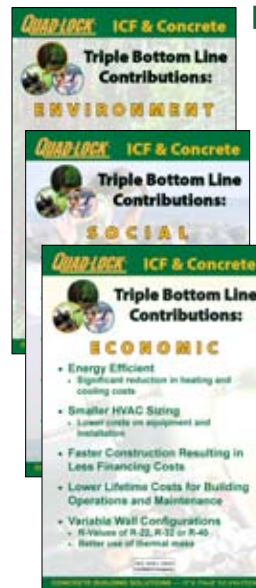 QUAD-LOCK ICF & Concrete
Triple Bottom Line
Contributions:
ENVIRONMENT
QUAD-LOCK ICF & Concrete
Triple Bottom Line
Contributions:
SOCIAL
QUAD-LOCK ICF & Concrete
Triple Bottom Line
Contributions:
ECONOMIC
• Energy Efficient
• Significant reduction in heating and
cooling costs
• Smaller HVAC Sizing
• Lower costs on equipment and
installation
• Faster Construction Resulting in
Less Financing Costs
• Lower Lifetime Costs for Building
Operations and Maintenance
• Variable Wall Configurations
• R-Values of R-22, R-32 or R-40
• Better use of thermal mass
CONCRETE BUILDING SOLUTIONS